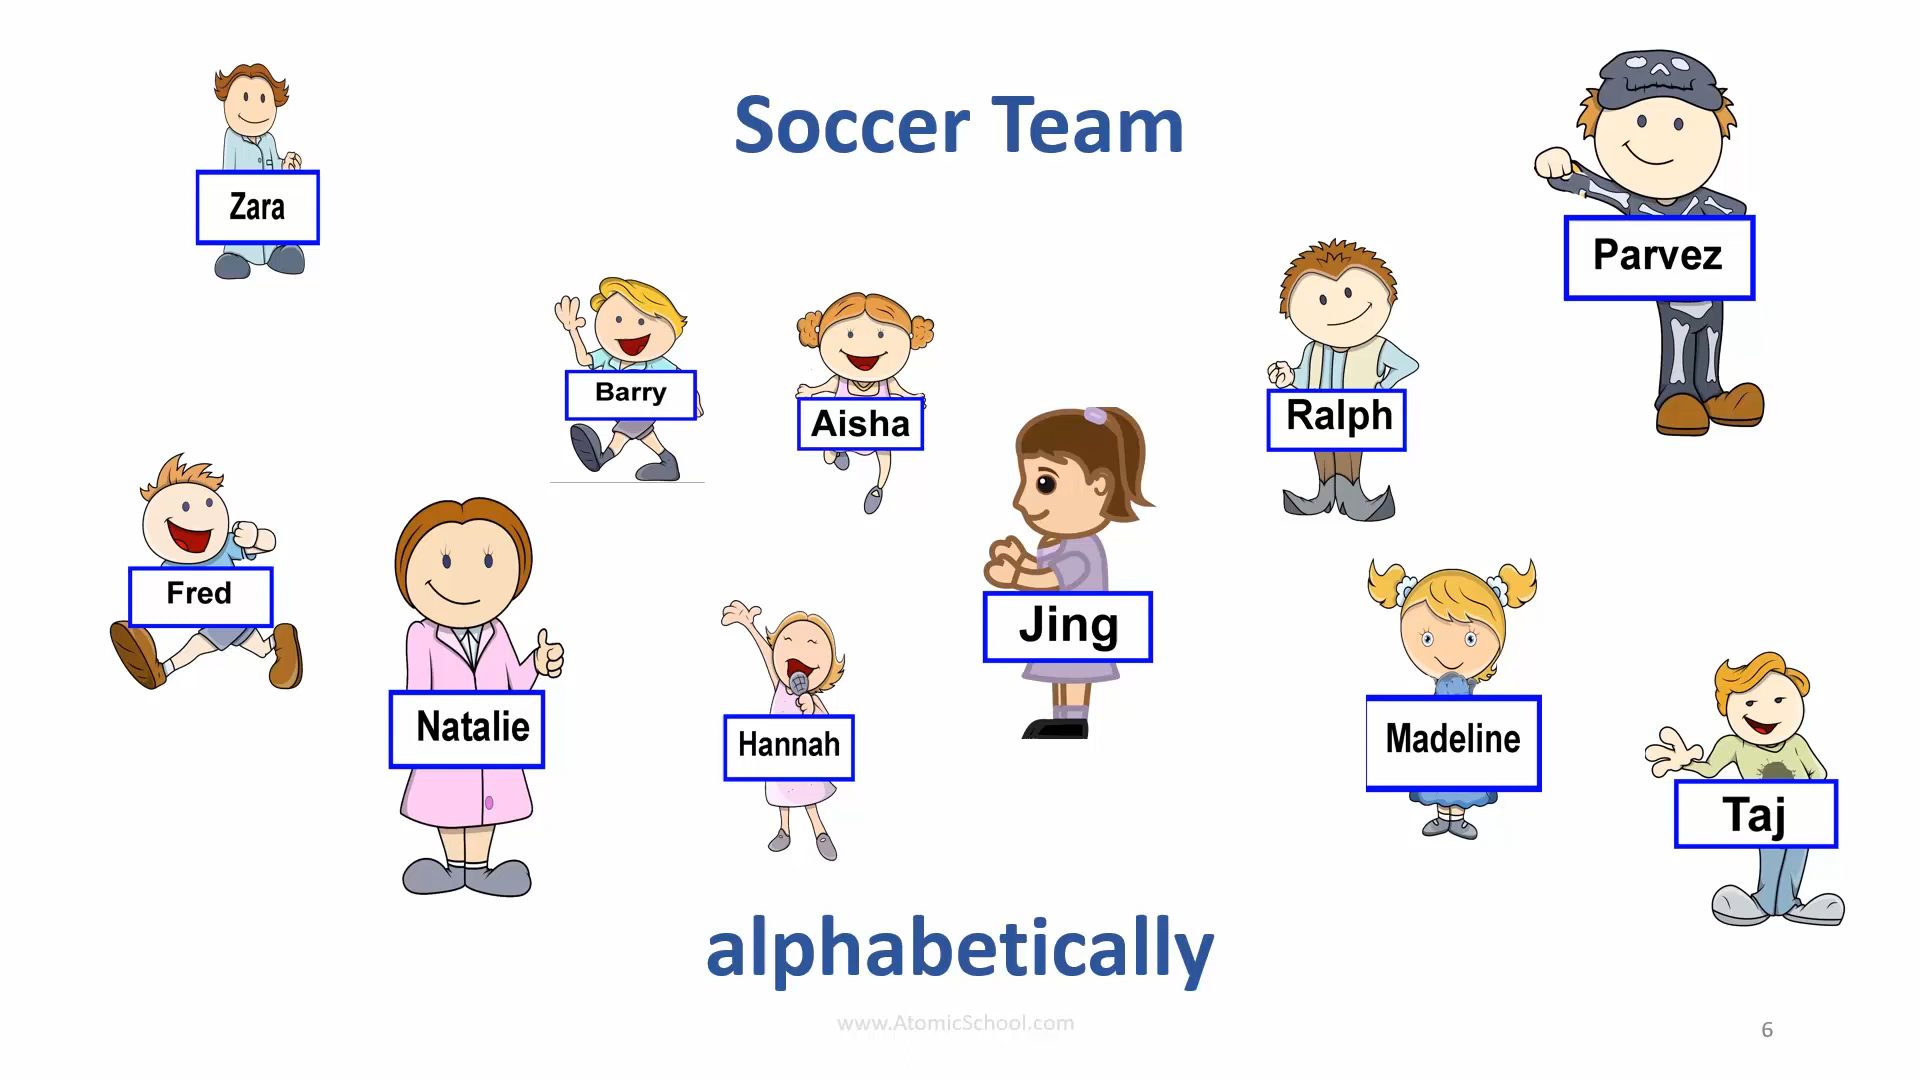 Soccer Team
Zara
Parvez
Barry
Aisha
Ralph
Fred
Natalie
Hannah
Jing
Madeline
Taj
alphabetically
www.AtomicSchool.com
6